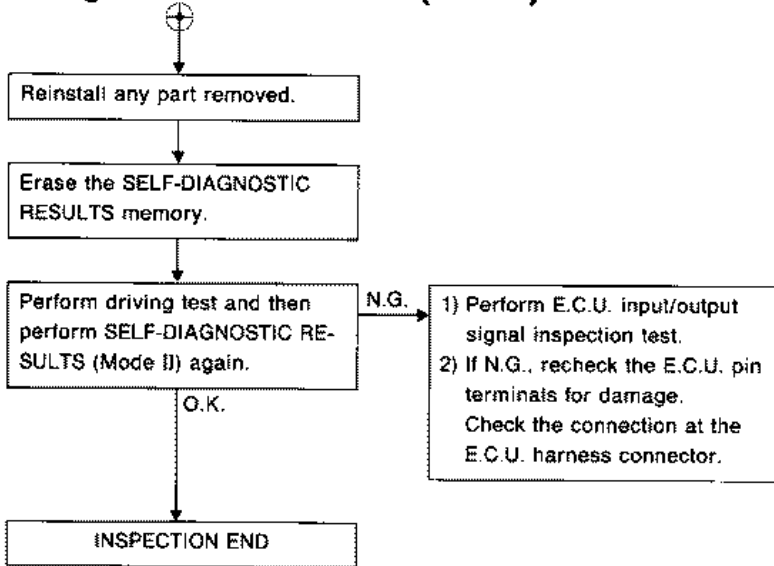 Reinstall any part removed.
Erase the SELF-DIAGNOSTIC
RESULTS memory.
Perform driving test and then
perform SELF-DIAGNOSTIC RE-
SULTS (Mode II) again.
N.G.
1) Perform E.C.U. input/output
signal inspection test.
2) If N.G., recheck the E.C.U. pin
terminals for damage.
Check the connection at the
E.C.U. harness connector.
O.K.
INSPECTION END